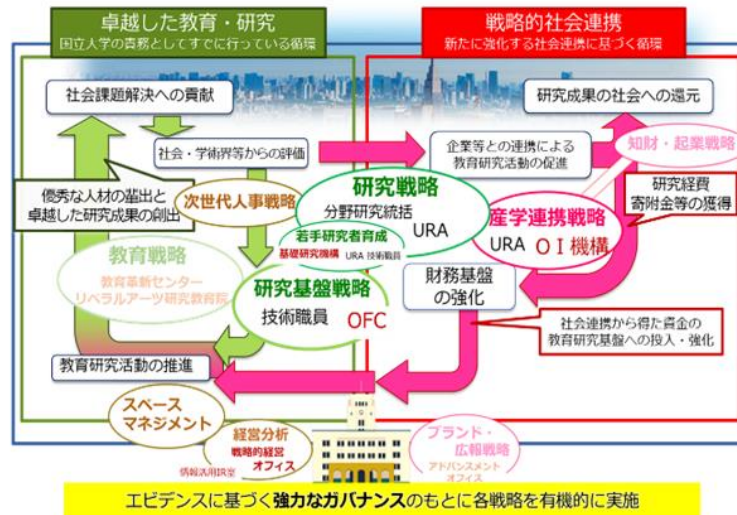 卓越した教育・研究
国立大学の責務としてすでに行っている循環
戦略的社会連携
新たに強化する社会連携に基づく循環
社会課題解決への貢献
研究成果の社会への還元
社会・学術界等からの評価
企業等との連携による
教育研究活動の促進
知財・起業戦略
優秀な人材の輩出と
卓越した研究成果の創出
次世代人事戦略
研究戦略
分野研究統括
URA
研究経費
寄附金等の獲得
若手研究者育成
基礎研究機構
URA 技術職員
産学連携戦略
URA OI機構
教育戦略
教育革新センター
リベラルアーツ研究教育院
研究基盤戦略
技術職員
OFC
財務基盤
の強化
社会連携から得た資金の
教育研究基盤への投入・強化
教育研究活動の推進
スペース
マネジメント
経営分析
戦略的経営
オフィス
情報活用IR室
ブランド・
広報戦略
アドバンスメント
オフィス
エビデンスに基づく強力なガバナンスのもとに各戦略を有機的に実施